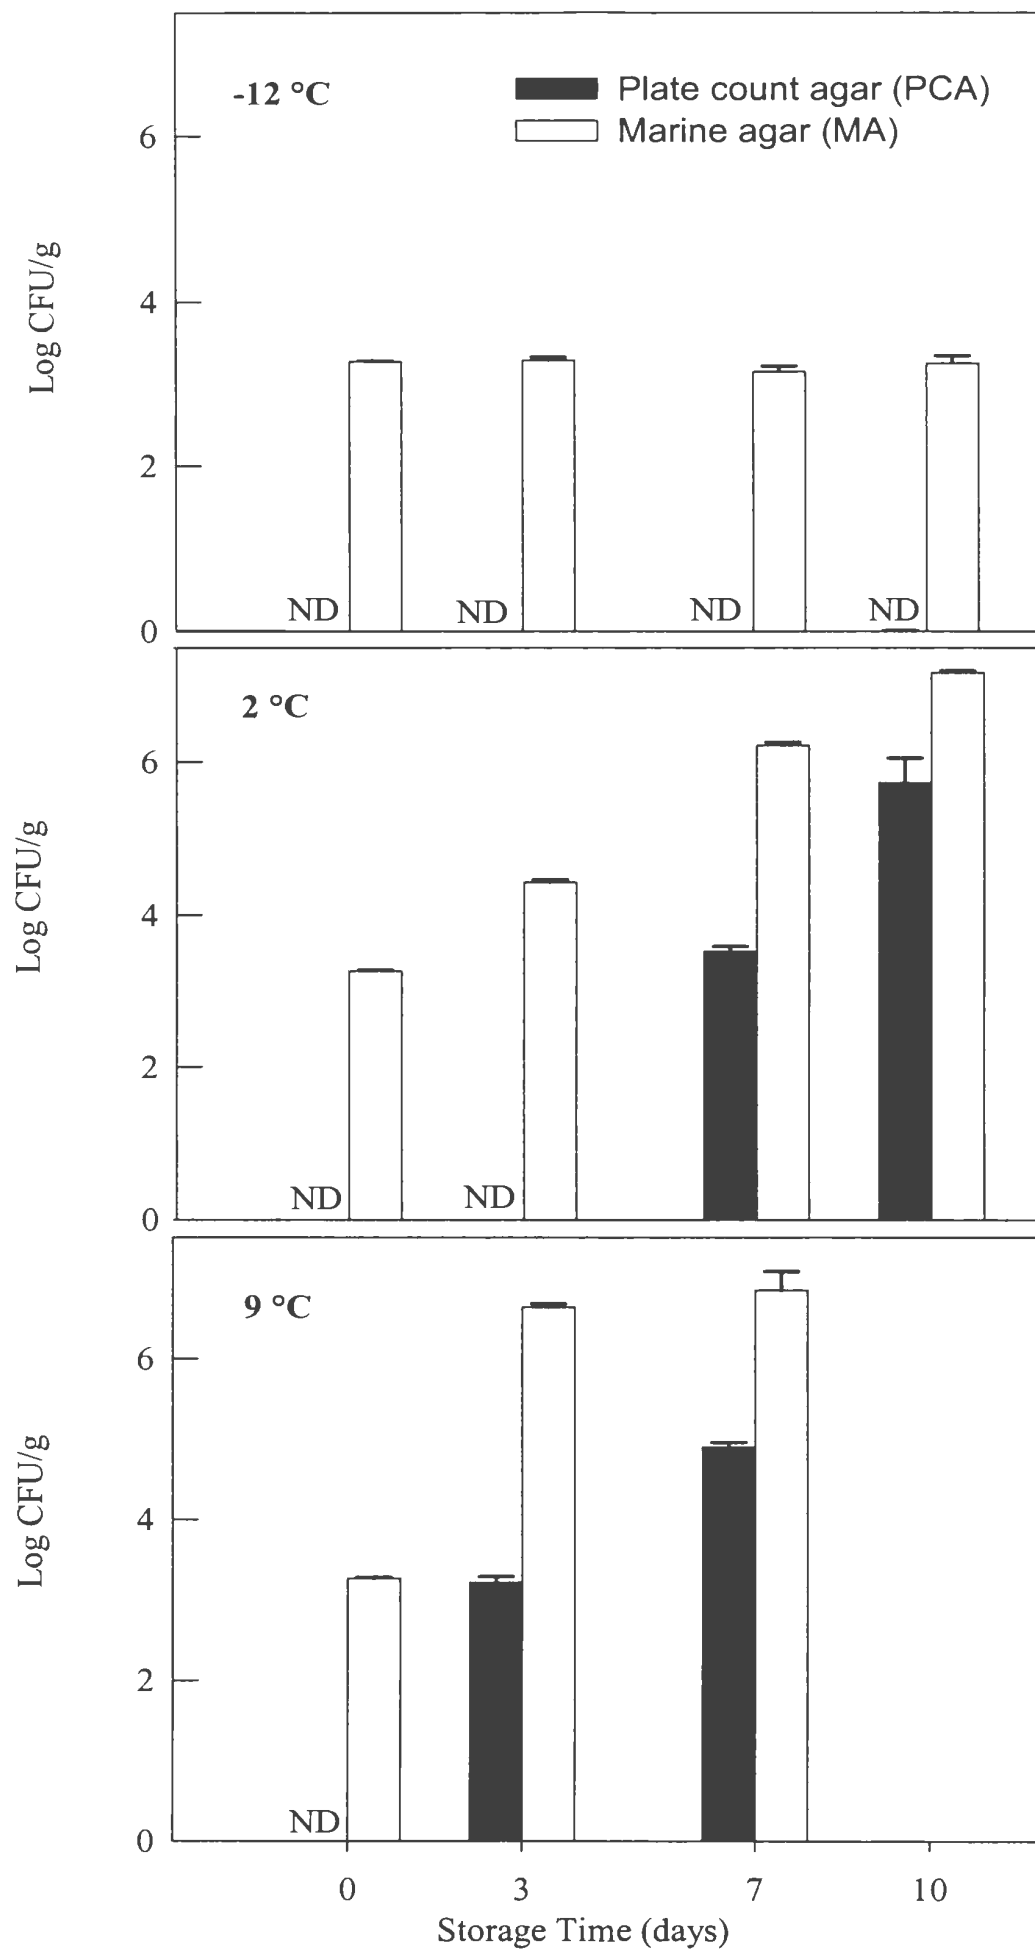 -12 °C
Plate count agar (PCA)
Marine agar (MA)
6
4
2
0
Log CFU/g
ND
ND
ND
ND
2 °C
6
4
2
0
Log CFU/g
ND
ND
9 °C
6
4
2
0
Log CFU/g
ND
0 3 7 10
Storage Time (days)